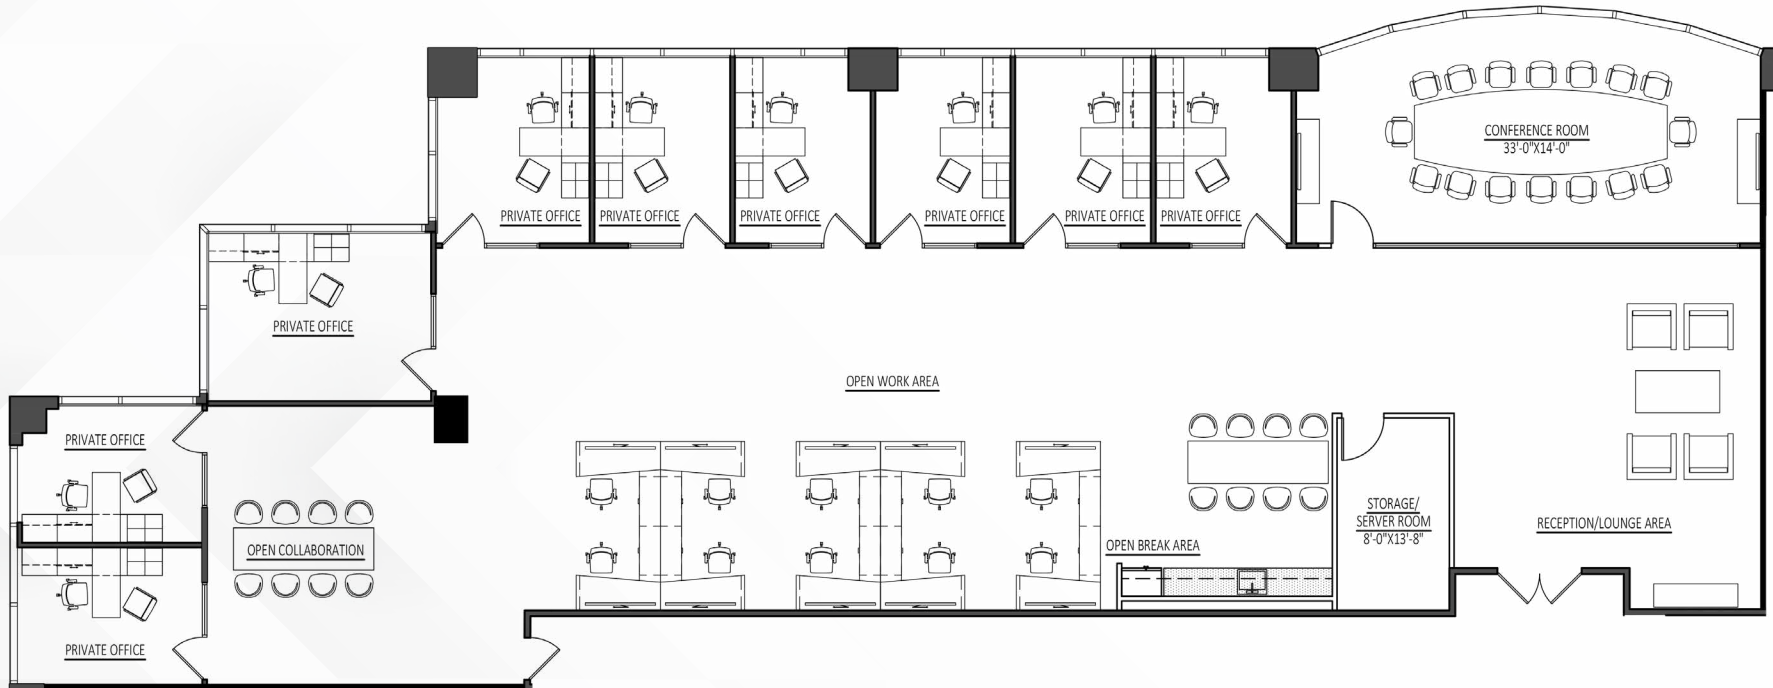 CONFERENCE ROOM
33'-0"X14'-0"
PRIVATE OFFICE
PRIVATE OFFICE
PRIVATE OFFICE
PRIVATE OFFICE
PRIVATE OFFICE
PRIVATE OFFICE
PRIVATE OFFICE
OPEN WORK AREA
PRIVATE OFFICE
STORAGE/
SERVER ROOM
8'-0"X13'-8"
RECEPTION/LOUNGE AREA
OPEN BREAK AREA
OPEN COLLABORATION
PRIVATE OFFICE